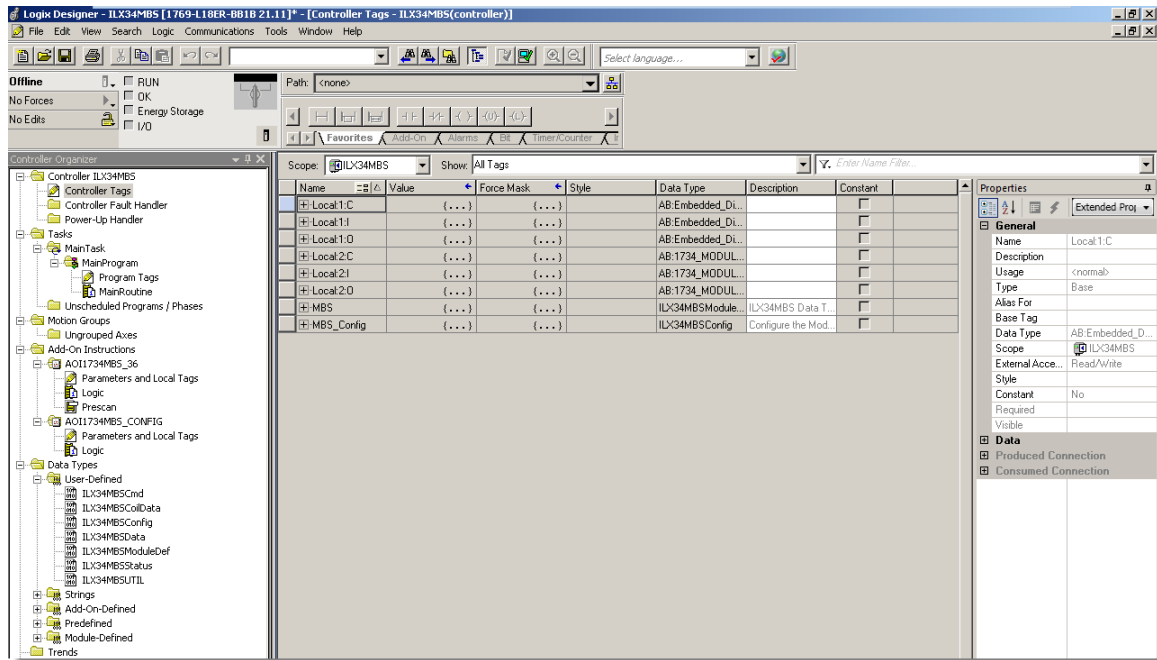 Logix Designer - ILX34MBS [1769-L18ER-BB1B 21.11]* - [Controller Tags - ILX34MBS(controller)]
File Edit View Search Logic Communications Tools Window Help
Select language...
Offline
RUN
No Forces
OK
No Edits
Energy Storage
I/O
Path: <none>
Favorites Add-On Alarms Bit Timer/Counter
Controller Organizer
Controller ILX34MBS
Controller Tags
Controller Fault Handler
Power-Up Handler
Tasks
MainTask
MainProgram
Program Tags
MainRoutine
Unscheduled Programs / Phases
Motion Groups
Ungrouped Axes
Add-On Instructions
AOI1734MBS_36
Parameters and Local Tags
Logic
Prescan
AOI1734MBS_CONFIG
Parameters and Local Tags
Logic
Data Types
User-Defined
ILX34MBSCmd
ILX34MBSCoilData
ILX34MBSConfig
ILX34MBSData
ILX34MBSModuleDef
ILX34MBSStatus
ILX34MBSUTIL
Strings
Add-On-Defined
Predefined
Module-Defined
Trends
Scope: ILX34MBS Show: All Tags Enter Name Filter...
Name Value Force Mask Style Data Type Description Constant
Local:1:C {...} {...} AB:Embedded_Di...
Local:1:I {...} {...} AB:Embedded_Di...
Local:1:O {...} {...} AB:Embedded_Di...
Local:2:C {...} {...} AB:1734_MODUL...
Local:2:I {...} {...} AB:1734_MODUL...
Local:2:O {...} {...} AB:1734_MODUL...
MBS {...} {...} ILX34MBSModule... ILX34MBS Data T...
MBS_Config {...} {...} ILX34MBSConfig Configure the Mod...
Properties
Extended Proj
General
Name Local:1:C
Description
Usage <normal>
Type Base
Alias For
Base Tag
Data Type AB:Embedded_D...
Scope ILX34MBS
External Acce... Read/Write
Style
Constant No
Required
Visible
Data
Produced Connection
Consumed Connection